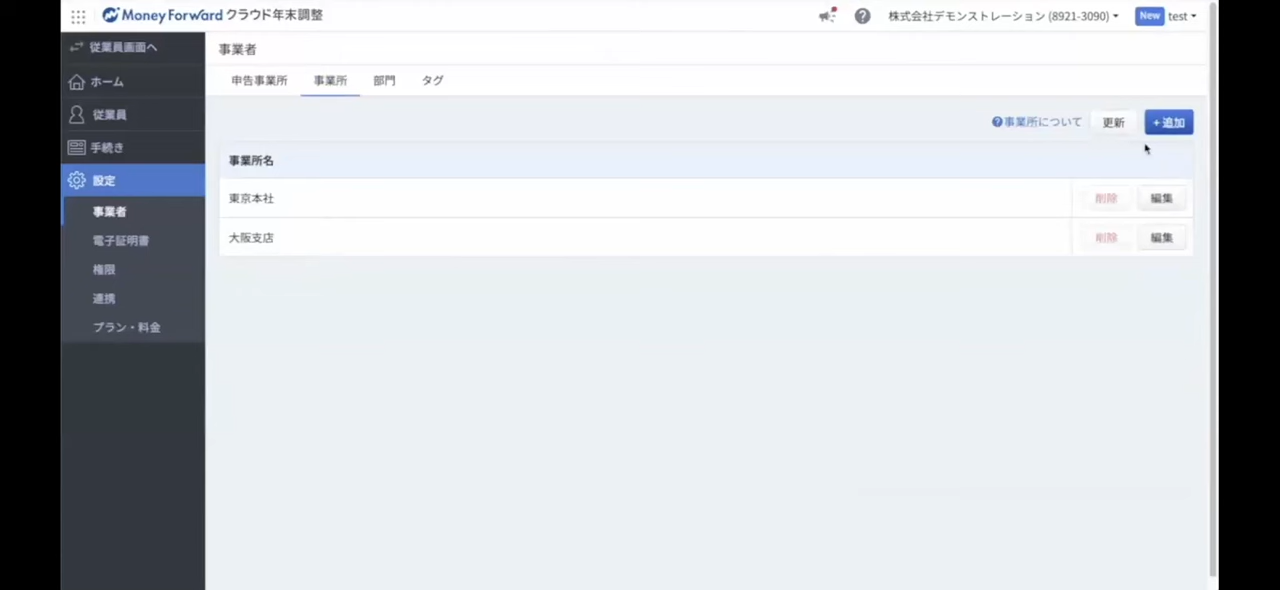 Money Forward クラウド年末調整
株式会社デモンストレーション (8921-3090)
New test
従業員画面へ
ホーム
従業員
手続き
設定
事業者
電子証明書
権限
連携
プラン・料金
事業者
申告事業所 事業所 部門 タグ
事業所について 更新 +追加
事業所名
東京本社 削除 編集
大阪支店 削除 編集